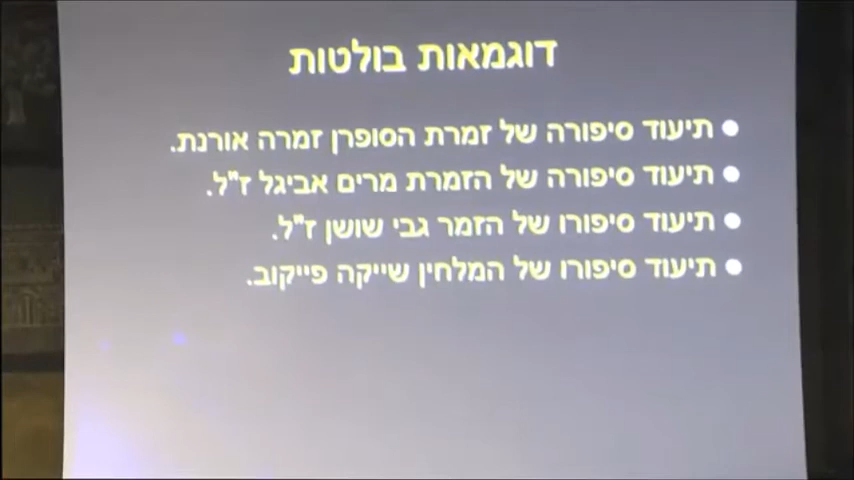 דוגמאות בולטות
תיעוד סיפורה של זמרת הסופרן זמרה אורנת.
תיעוד סיפורה של הזמרת מרים אביגל ז"ל.
תיעוד סיפורו של הזמר גבי שושן ז"ל.
תיעוד סיפורו של המלחין שייקה פייקוב.